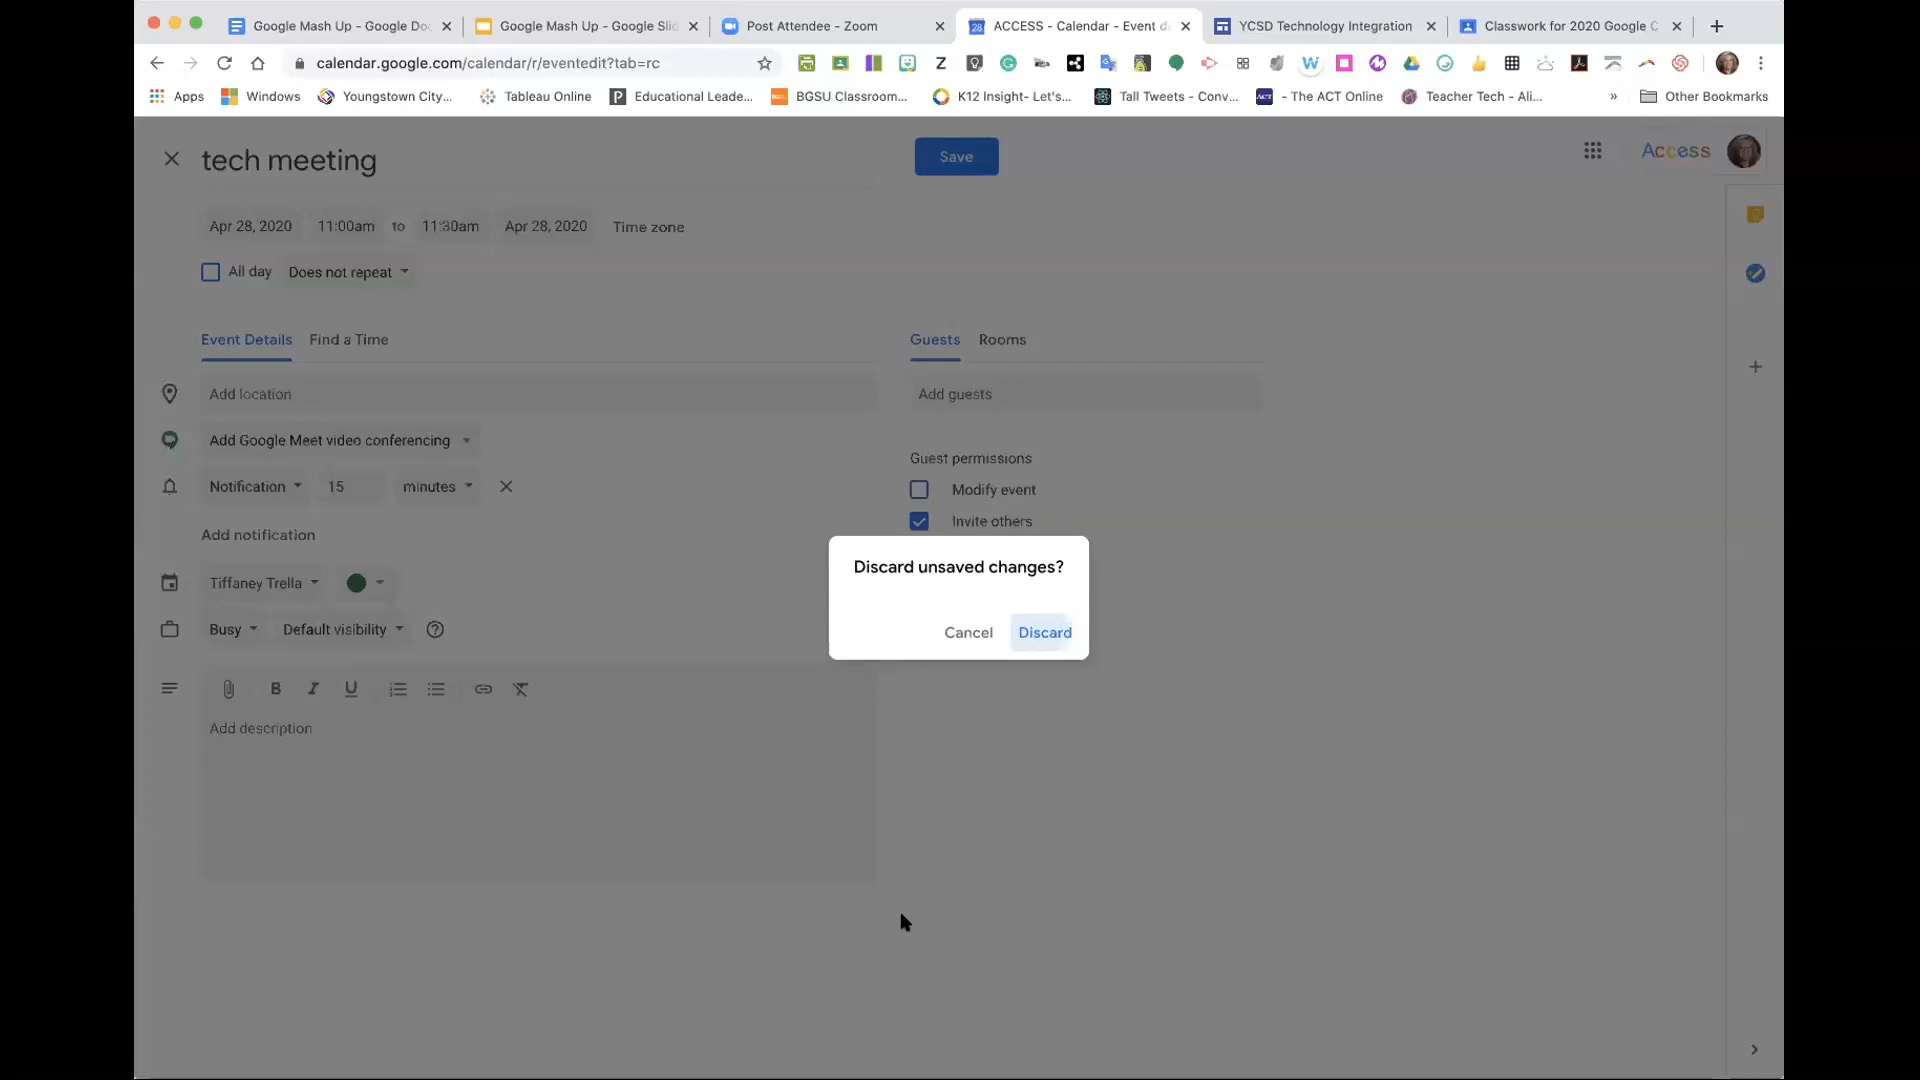 Google Mash Up - Google Do
Google Mash Up - Google Slid
Post Attendee - Zoom
ACCESS - Calendar - Event d
YCSD Technology Integration
Classwork for 2020 Google C
calendar.google.com/calendar/r/eventedit?tab=rc
Apps
Windows
Youngstown City...
Tableau Online
Educational Leade...
BGSU Classroom...
K12 Insight- Let's...
Tall Tweets - Conv...
- The ACT Online
Teacher Tech - Ali...
»
Other Bookmarks
tech meeting
Save
Access
Apr 28, 2020 11:00am to 11:30am Apr 28, 2020 Time zone
All day Does not repeat
Event Details Find a Time
Guests Rooms
Add location
Add guests
Add Google Meet video conferencing
Guest permissions
Notification 15 minutes
Modify event
Invite others
Add notification
Discard unsaved changes?
Tiffaney Trella
Busy Default visibility
Cancel Discard
B I U
Add description